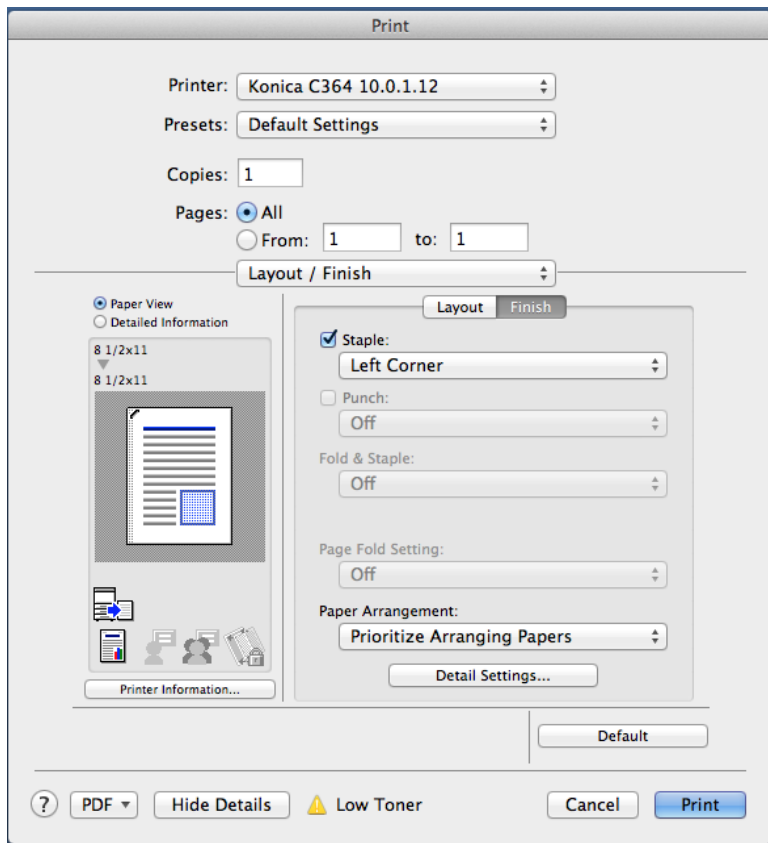 Print
Printer: Konica C364 10.0.1.12
Presets: Default Settings
Copies: 1
Pages: All
From: 1 to: 1
Layout / Finish
Paper View
Detailed Information
8 1/2x11
8 1/2x11
Printer Information...
Layout Finish
Staple:
Left Corner
Punch:
Off
Fold & Staple:
Off
Page Fold Setting:
Off
Paper Arrangement:
Prioritize Arranging Papers
Detail Settings...
Default
? PDF Hide Details Low Toner Cancel Print